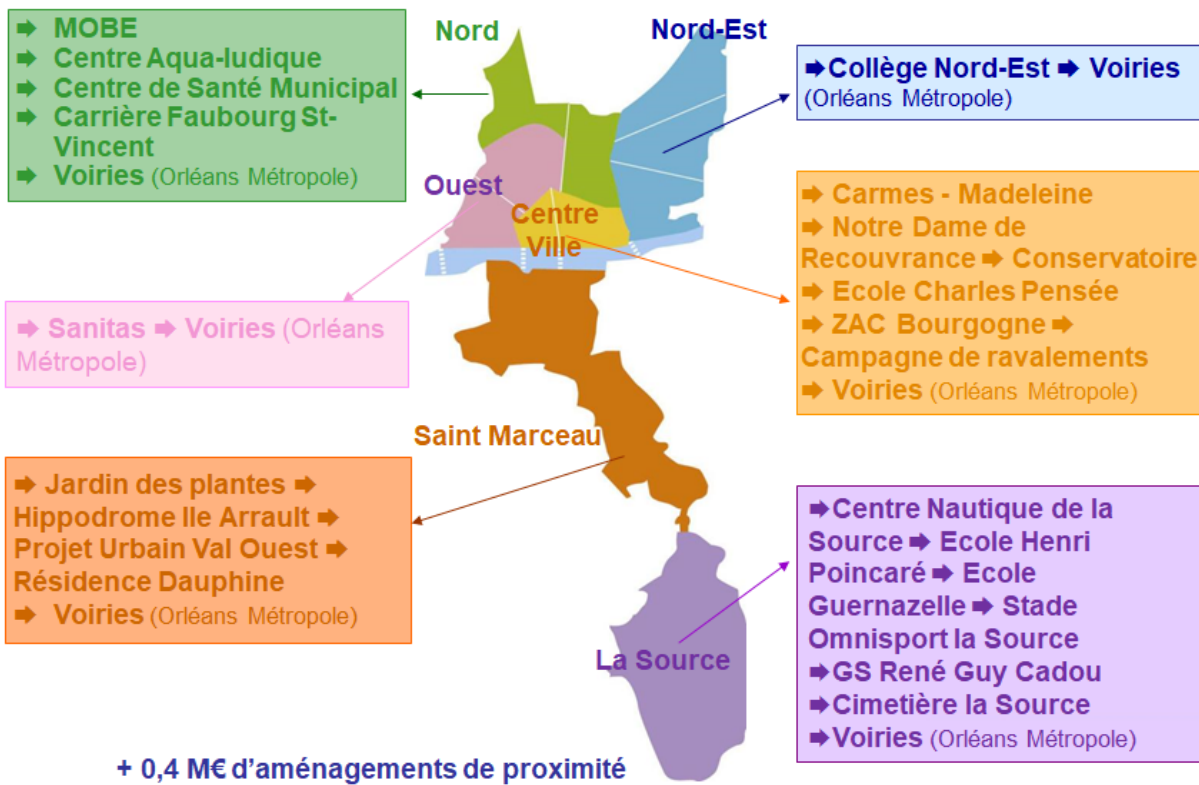 Nord
Nord-Est
➡ MOBE
➡ Centre Aqua-ludique
➡ Centre de Santé Municipal
➡ Carrière Faubourg St-
Vincent
➡ Voiries (Orléans Métropole)
➡Collège Nord-Est ➡ Voiries
(Orléans Métropole)
Ouest
Centre
Ville
➡ Carmes - Madeleine
➡ Notre Dame de
Recouvrance ➡ Conservatoire
➡ Ecole Charles Pensée
➡ ZAC Bourgogne ➡
Campagne de ravalements
➡ Voiries (Orléans Métropole)
➡ Sanitas ➡ Voiries (Orléans
Métropole)
Saint Marceau
➡ Jardin des plantes ➡
Hippodrome Ile Arrault ➡
Projet Urbain Val Ouest ➡
Résidence Dauphine
➡ Voiries (Orléans Métropole)
➡Centre Nautique de la
Source ➡ Ecole Henri
Poincaré ➡ Ecole
Guernazelle ➡ Stade
Omnisport la Source
➡GS René Guy Cadou
➡Cimetière la Source
➡Voiries (Orléans Métropole)
La Source
+ 0,4 M€ d'aménagements de proximité